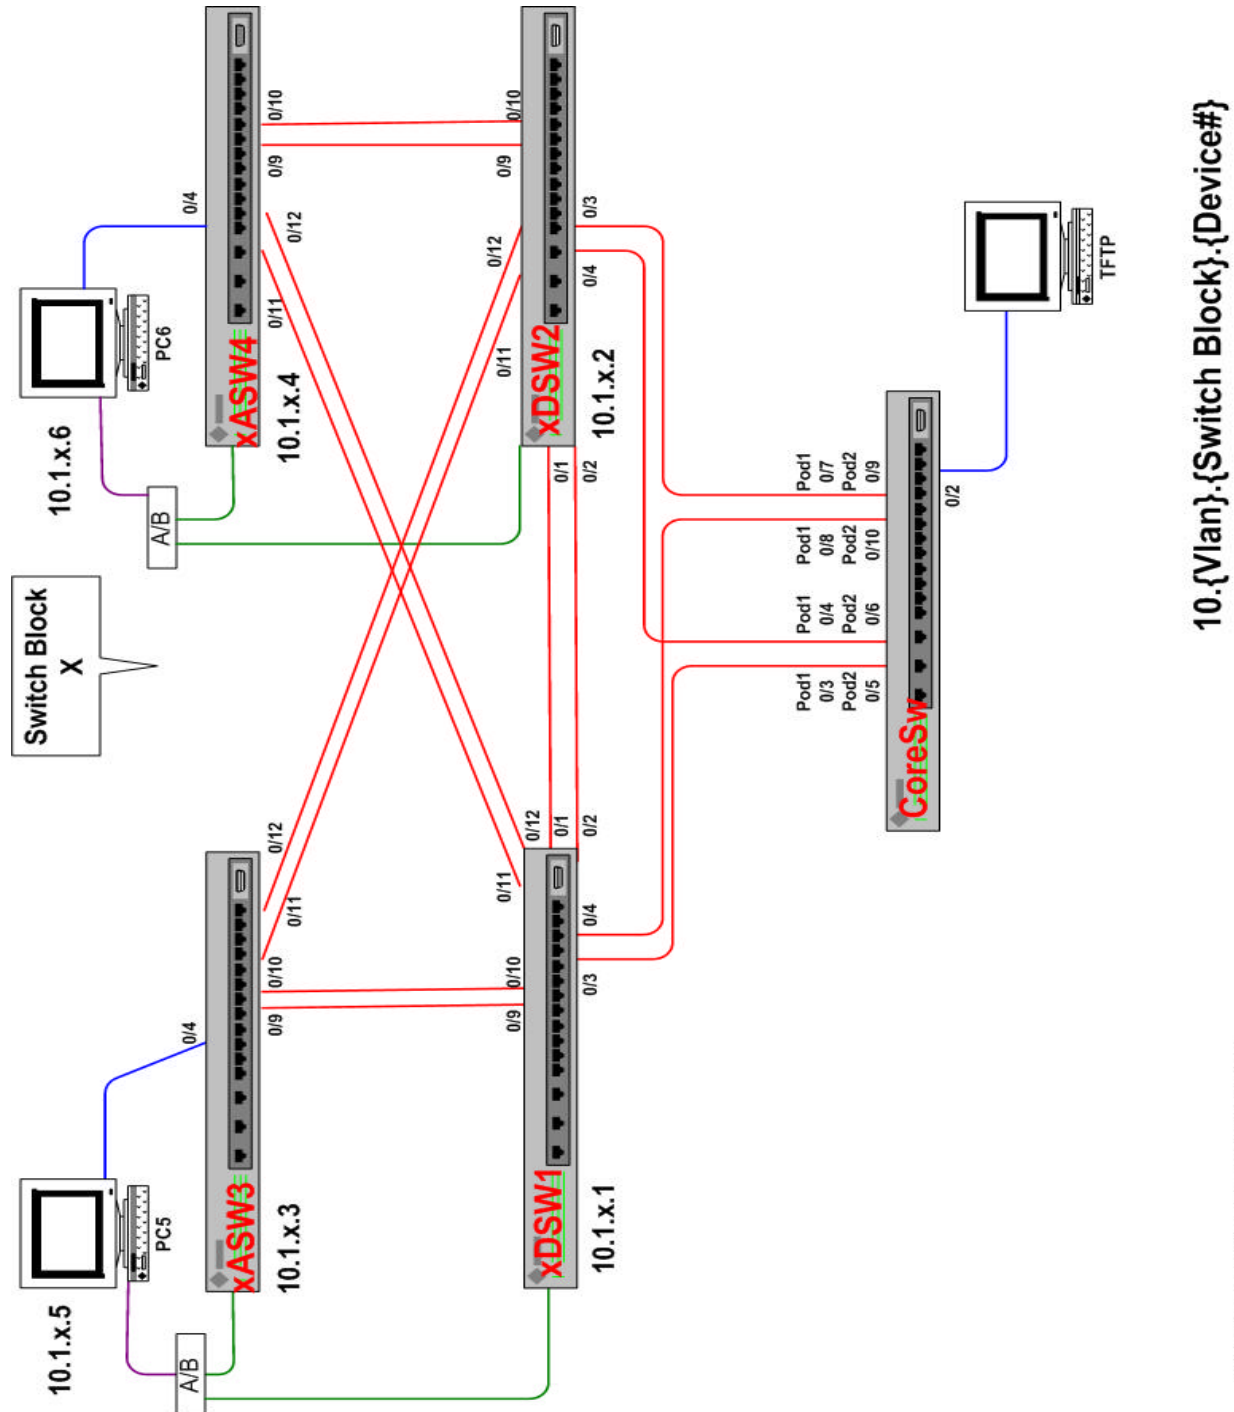 Switch Block
X
10.1.x.5
10.1.x.6
PC5
PC6
A/B
A/B
0/4
0/4
xASW3
xASW4
10.1.x.3
0/9
0/10
0/11
0/12
10.1.x.4
0/11
0/12
0/9
0/10
0/9
0/10
0/11
0/12
0/11
0/12
0/9
0/10
xDSW1
0/1
0/1
xDSW2
10.1.x.1
0/3
0/4
0/2
0/2
10.1.x.2
0/4
0/3
Pod1
0/3
Pod2
0/5
Pod1
0/4
Pod2
0/6
Pod1
0/8
Pod2
0/10
Pod1
0/7
Pod2
0/9
CoreSw
0/2
TFTP
10.{Vlan}.{Switch Block}.{Device#}